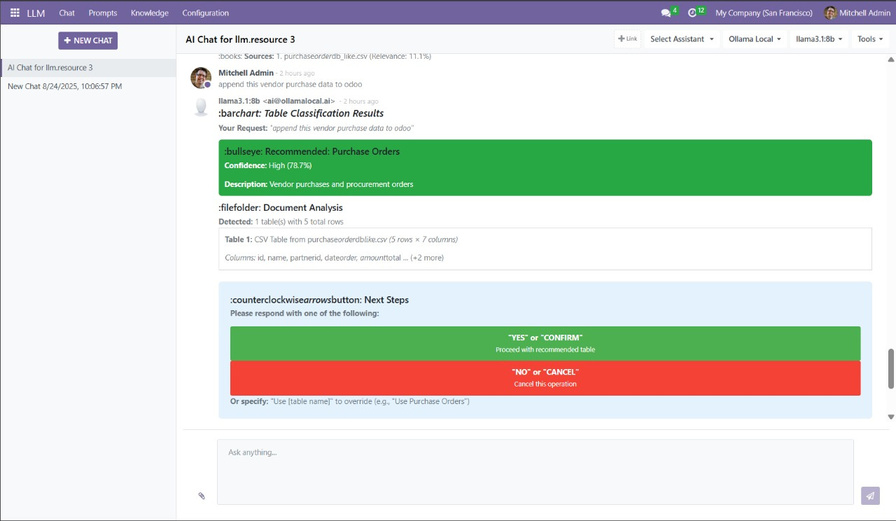 LLM Chat Prompts Knowledge Configuration 4 12 My Company (San Francisco) Mitchell Admin
+ NEW CHAT
AI Chat for llm.resource 3
New Chat 8/24/2025, 10:06:57 PM
AI Chat for llm.resource 3 Link Select Assistant Ollama Local llama3.1:8b Tools
:books: Sources: 1. purchaseorderdb_like.csv (Relevance: 11.1%)
Mitchell Admin - 2 hours ago
append this vendor purchase data to odoo
llama3.1:8b <ai@ollamalocal.ai> - 2 hours ago
:barchart: Table Classification Results
Your Request: "append this vendor purchase data to odoo"
:bullseye: Recommended: Purchase Orders
Confidence: High (78.7%)
Description: Vendor purchases and procurement orders
:filefolder: Document Analysis
Detected: 1 table(s) with 5 total rows
Table 1: CSV Table from purchaseorderdblike.csv (5 rows × 7 columns)
Columns: id, name, partnerid, dateorder, amounttotal ... (+2 more)
:counterclockwisearrowsbutton: Next Steps
Please respond with one of the following:
"YES" or "CONFIRM"
Proceed with recommended table
"NO" or "CANCEL"
Cancel this operation
Or specify: "Use [table name]" to override (e.g., "Use Purchase Orders")
Ask anything...